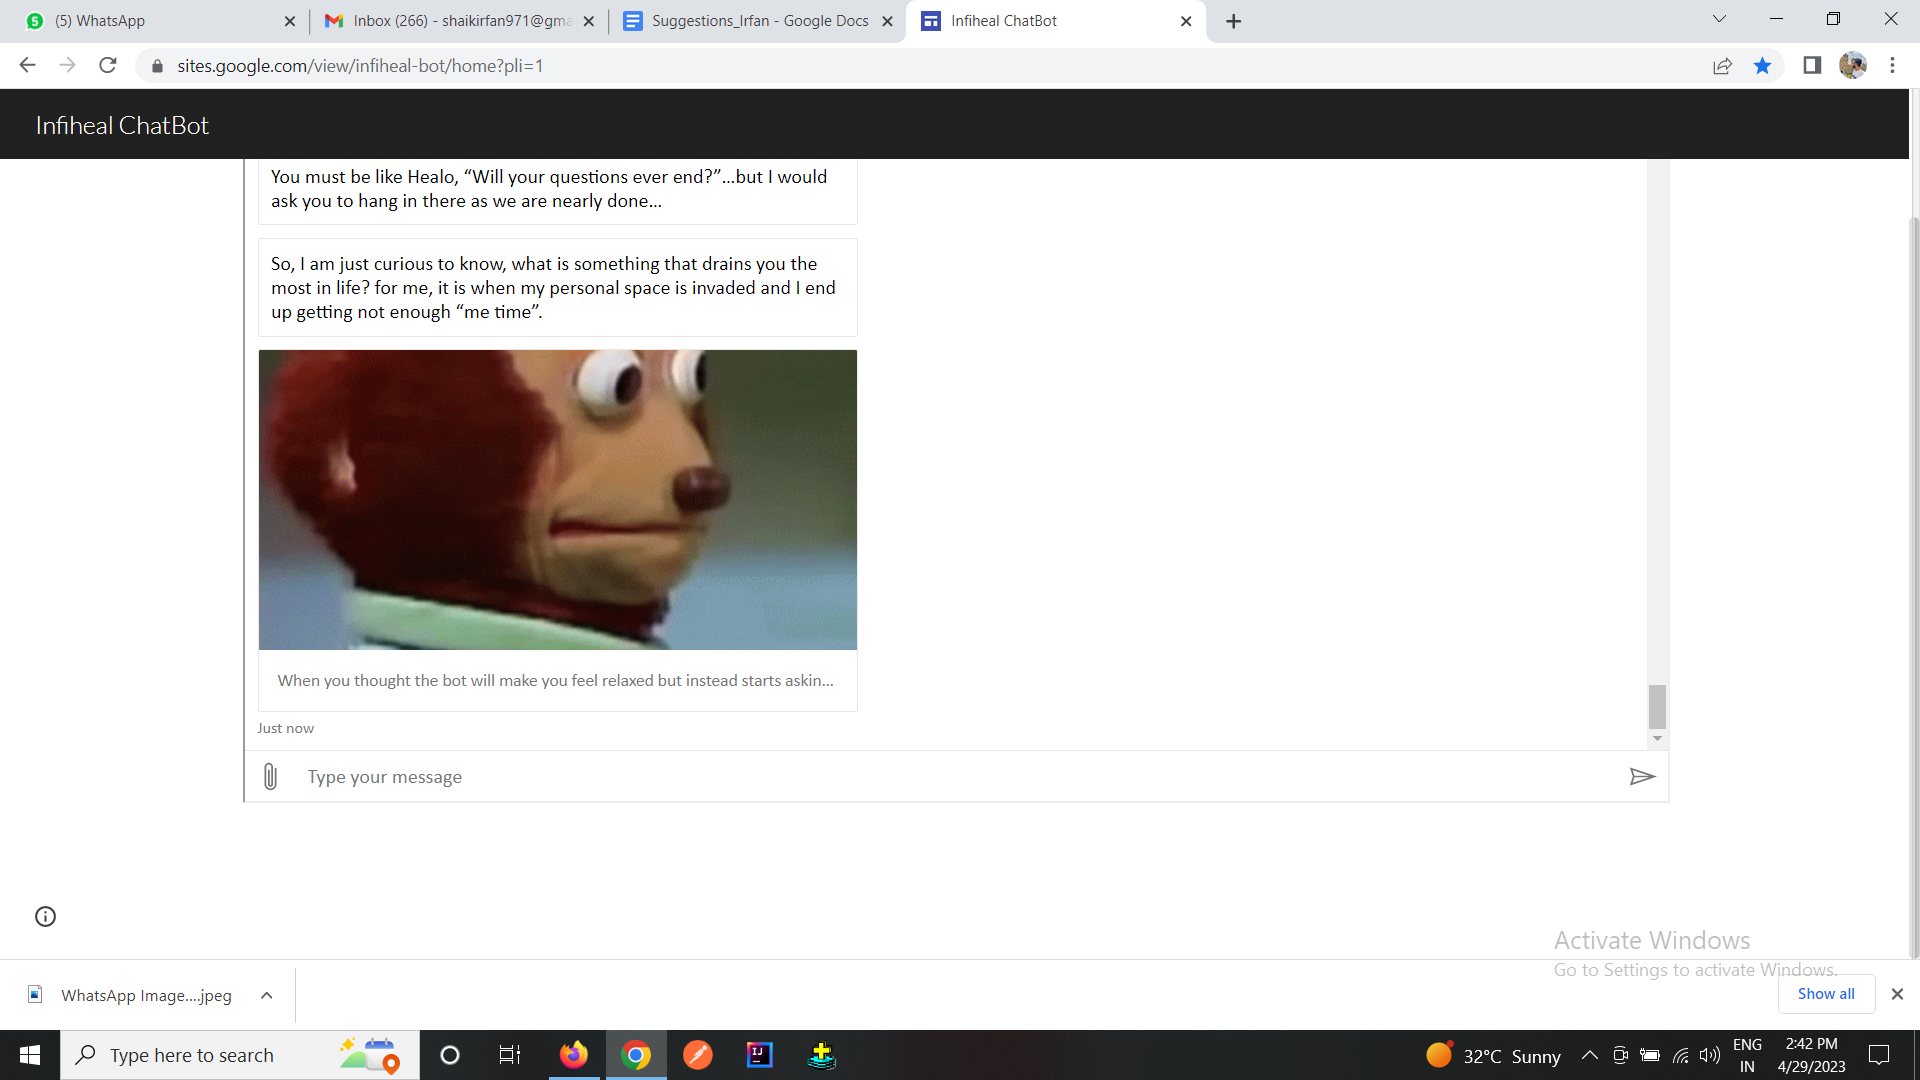 (5) WhatsApp
Inbox (266) - shaikirfan971@gma
Suggestions_Irfan - Google Docs
Infiheal ChatBot
sites.google.com/view/infiheal-bot/home?pli=1
Infiheal ChatBot
You must be like Healo, “Will your questions ever end?”...but I would
ask you to hang in there as we are nearly done...
So, I am just curious to know, what is something that drains you the
most in life? for me, it is when my personal space is invaded and I end
up getting not enough “me time”.
When you thought the bot will make you feel relaxed but instead starts askin...
Just now
Type your message
Activate Windows
Go to Settings to activate Windows.
WhatsApp Image....jpeg
Show all
Type here to search
32°C Sunny
ENG
IN
2:42 PM
4/29/2023